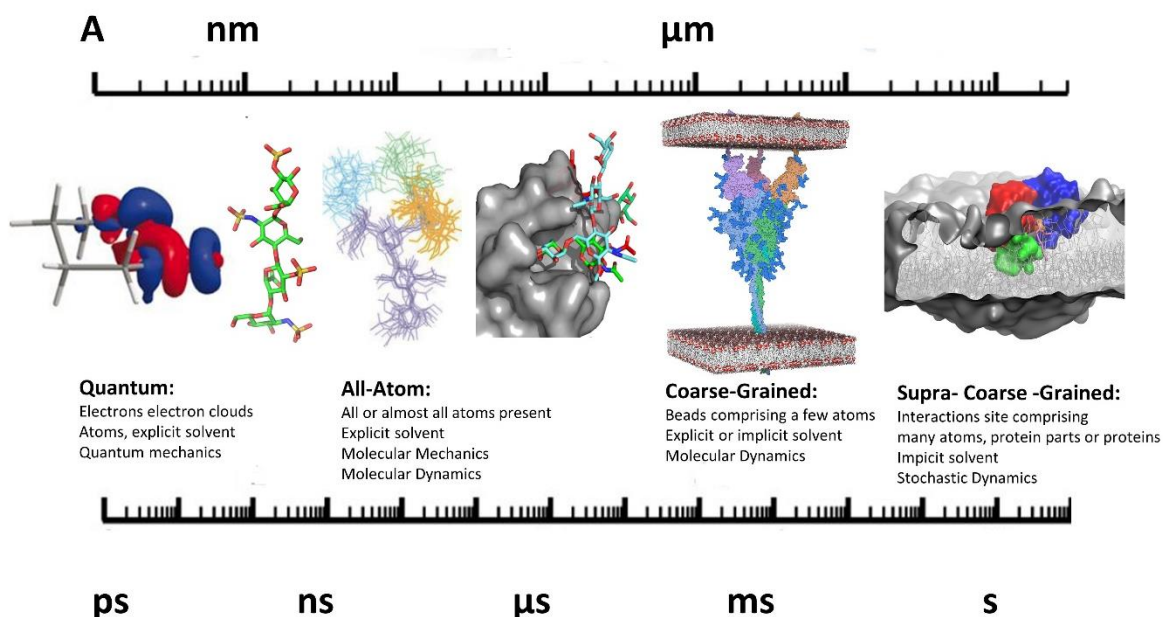 A nm μm
Quantum:
Electrons electron clouds
Atoms, explicit solvent
Quantum mechanics
All-Atom:
All or almost all atoms present
Explicit solvent
Molecular Mechanics
Molecular Dynamics
Coarse-Grained:
Beads comprising a few atoms
Explicit or implicit solvent
Molecular Dynamics
Supra- Coarse -Grained:
Interactions site comprising
many atoms, protein parts or proteins
Impicit solvent
Stochastic Dynamics
ps ns μs ms s